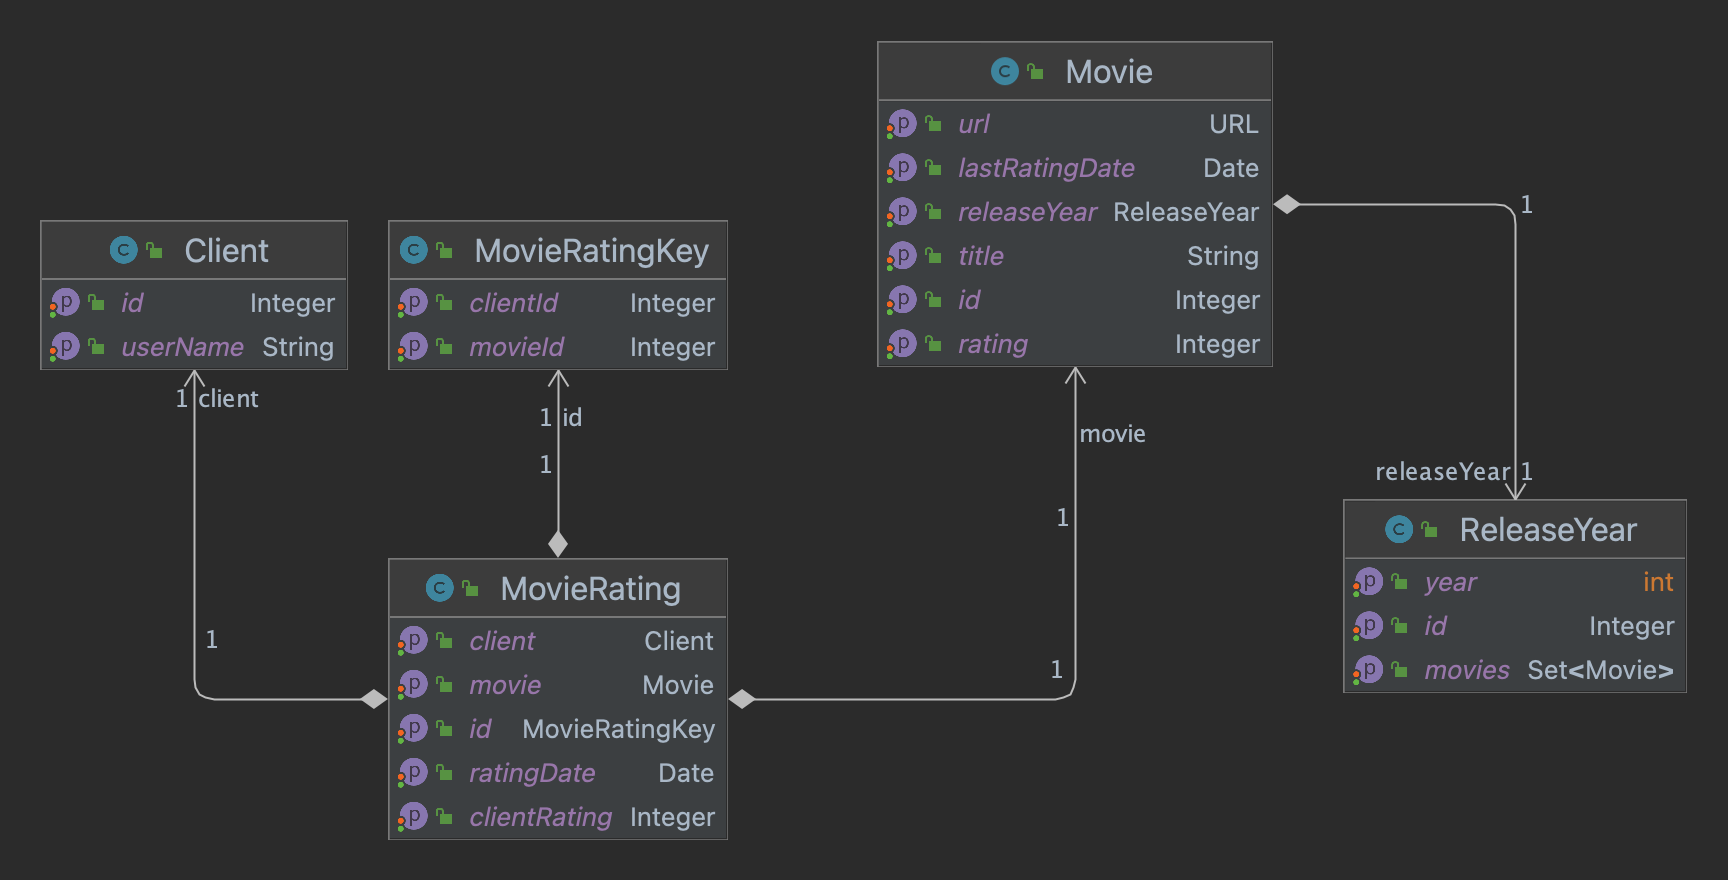 C Client
p id Integer
p userName String
1 client
1
C MovieRatingKey
p clientId Integer
p movieId Integer
1 id
1
C MovieRating
p client Client
p movie Movie
p id MovieRatingKey
p ratingDate Date
p clientRating Integer
C Movie
p url URL
p lastRatingDate Date
p releaseYear ReleaseYear
p title String
p id Integer
p rating Integer
movie
1
1
1
releaseYear 1
C ReleaseYear
p year int
p id Integer
p movies Set<Movie>